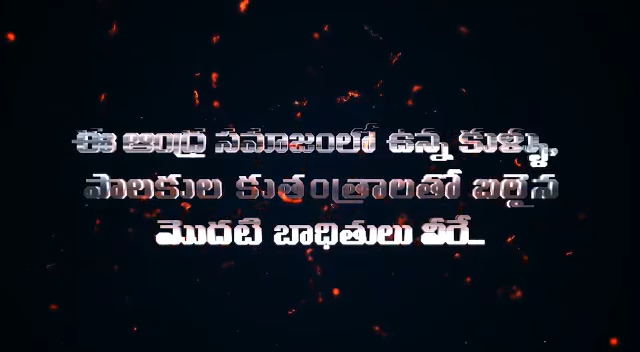 ఈ ఆంధ్ర సమాజంలో ఉన్న కుళ్ళు,
పాలకుల కుతంత్రాలతో బలైన
మొదటి బాధితులు వీరే..